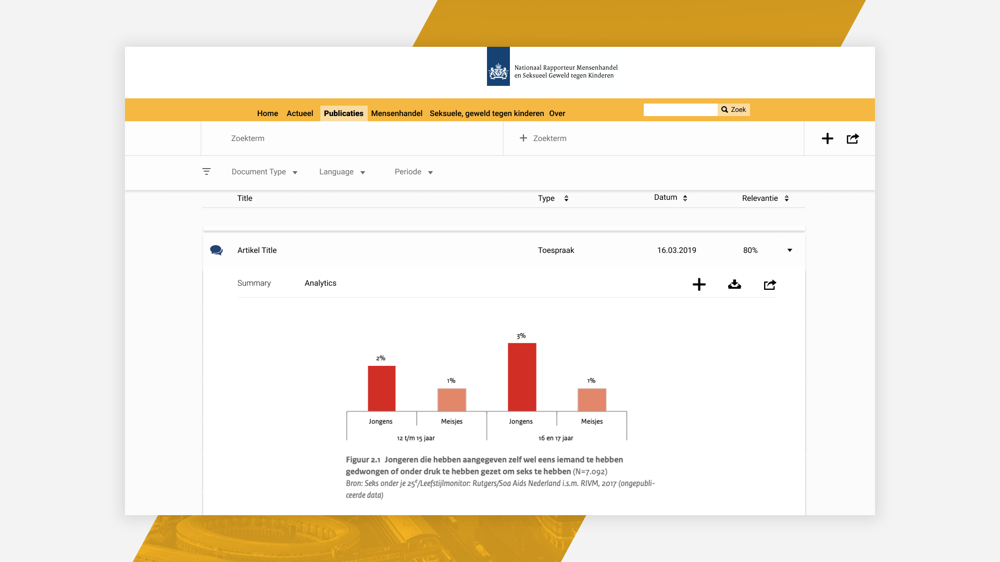 Nationaal Rapporteur Mensenhandel
en Seksueel Geweld tegen Kinderen
Home Actueel Publicaties Mensenhandel Seksuele, geweld tegen kinderen Over Zoek
Zoekterm Zoekterm
Document Type Language Periode
Title Type Datum Relevantie
Artikel Title Toespraak 16.03.2019 80%
Summary Analytics
3%
2%
1% 1%
Jongens Meisjes Jongens Meisjes
12 t/m 15 jaar 16 en 17 jaar
Figuur 2.1 Jongeren die hebben aangegeven zelf wel eens iemand te hebben
gedwongen of onder druk te hebben gezet om seks te hebben (N=7.092)
Bron: Seks onder je 25e/Leefstijlmonitor: Rutgers/Soa Aids Nederland i.s.m. RIVM, 2017 (ongepubli-
ceerde data)